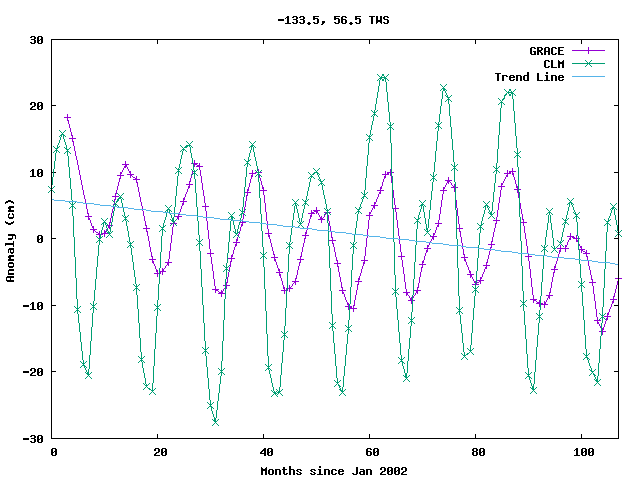 -133.5, 56.5 TWS
GRACE
CLM
Trend Line
30
20
10
0
-10
-20
-30
Anomaly (cm)
0 20 40 60 80 100
Months since Jan 2002